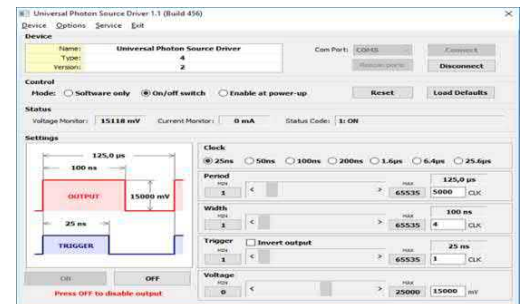 Universal Photon Source Driver 1.1 (Build 456)
Device Options Service Exit
Device
Name: Universal Photon Source Driver
Type: 4
Version: 2
Com Port: COM5 Connect
Rescan ports Disconnect
Control
Mode: Software only On/off switch Enable at power-up Reset Load Defaults
Status
Voltage Monitor: 15118 mV Current Monitor: 0 mA Status Code: 1: ON
Settings
125,0 µs
100 ns
OUTPUT
15000 mV
25 ns
TRIGGER
ON OFF
Press OFF to disable output
Clock
25ns 50ns 100ns 200ns 1.6µs 6.4µs 25.6µs
Period 125,0 µs
MIN MAX
1 < > 65535 5000 CLK
Width 100 ns
MIN MAX
1 < > 65535 4 CLK
Trigger Invert output 25 ns
MIN MAX
1 < > 65535 1 CLK
Voltage
MIN MAX
0 < > 25000 15000 mV